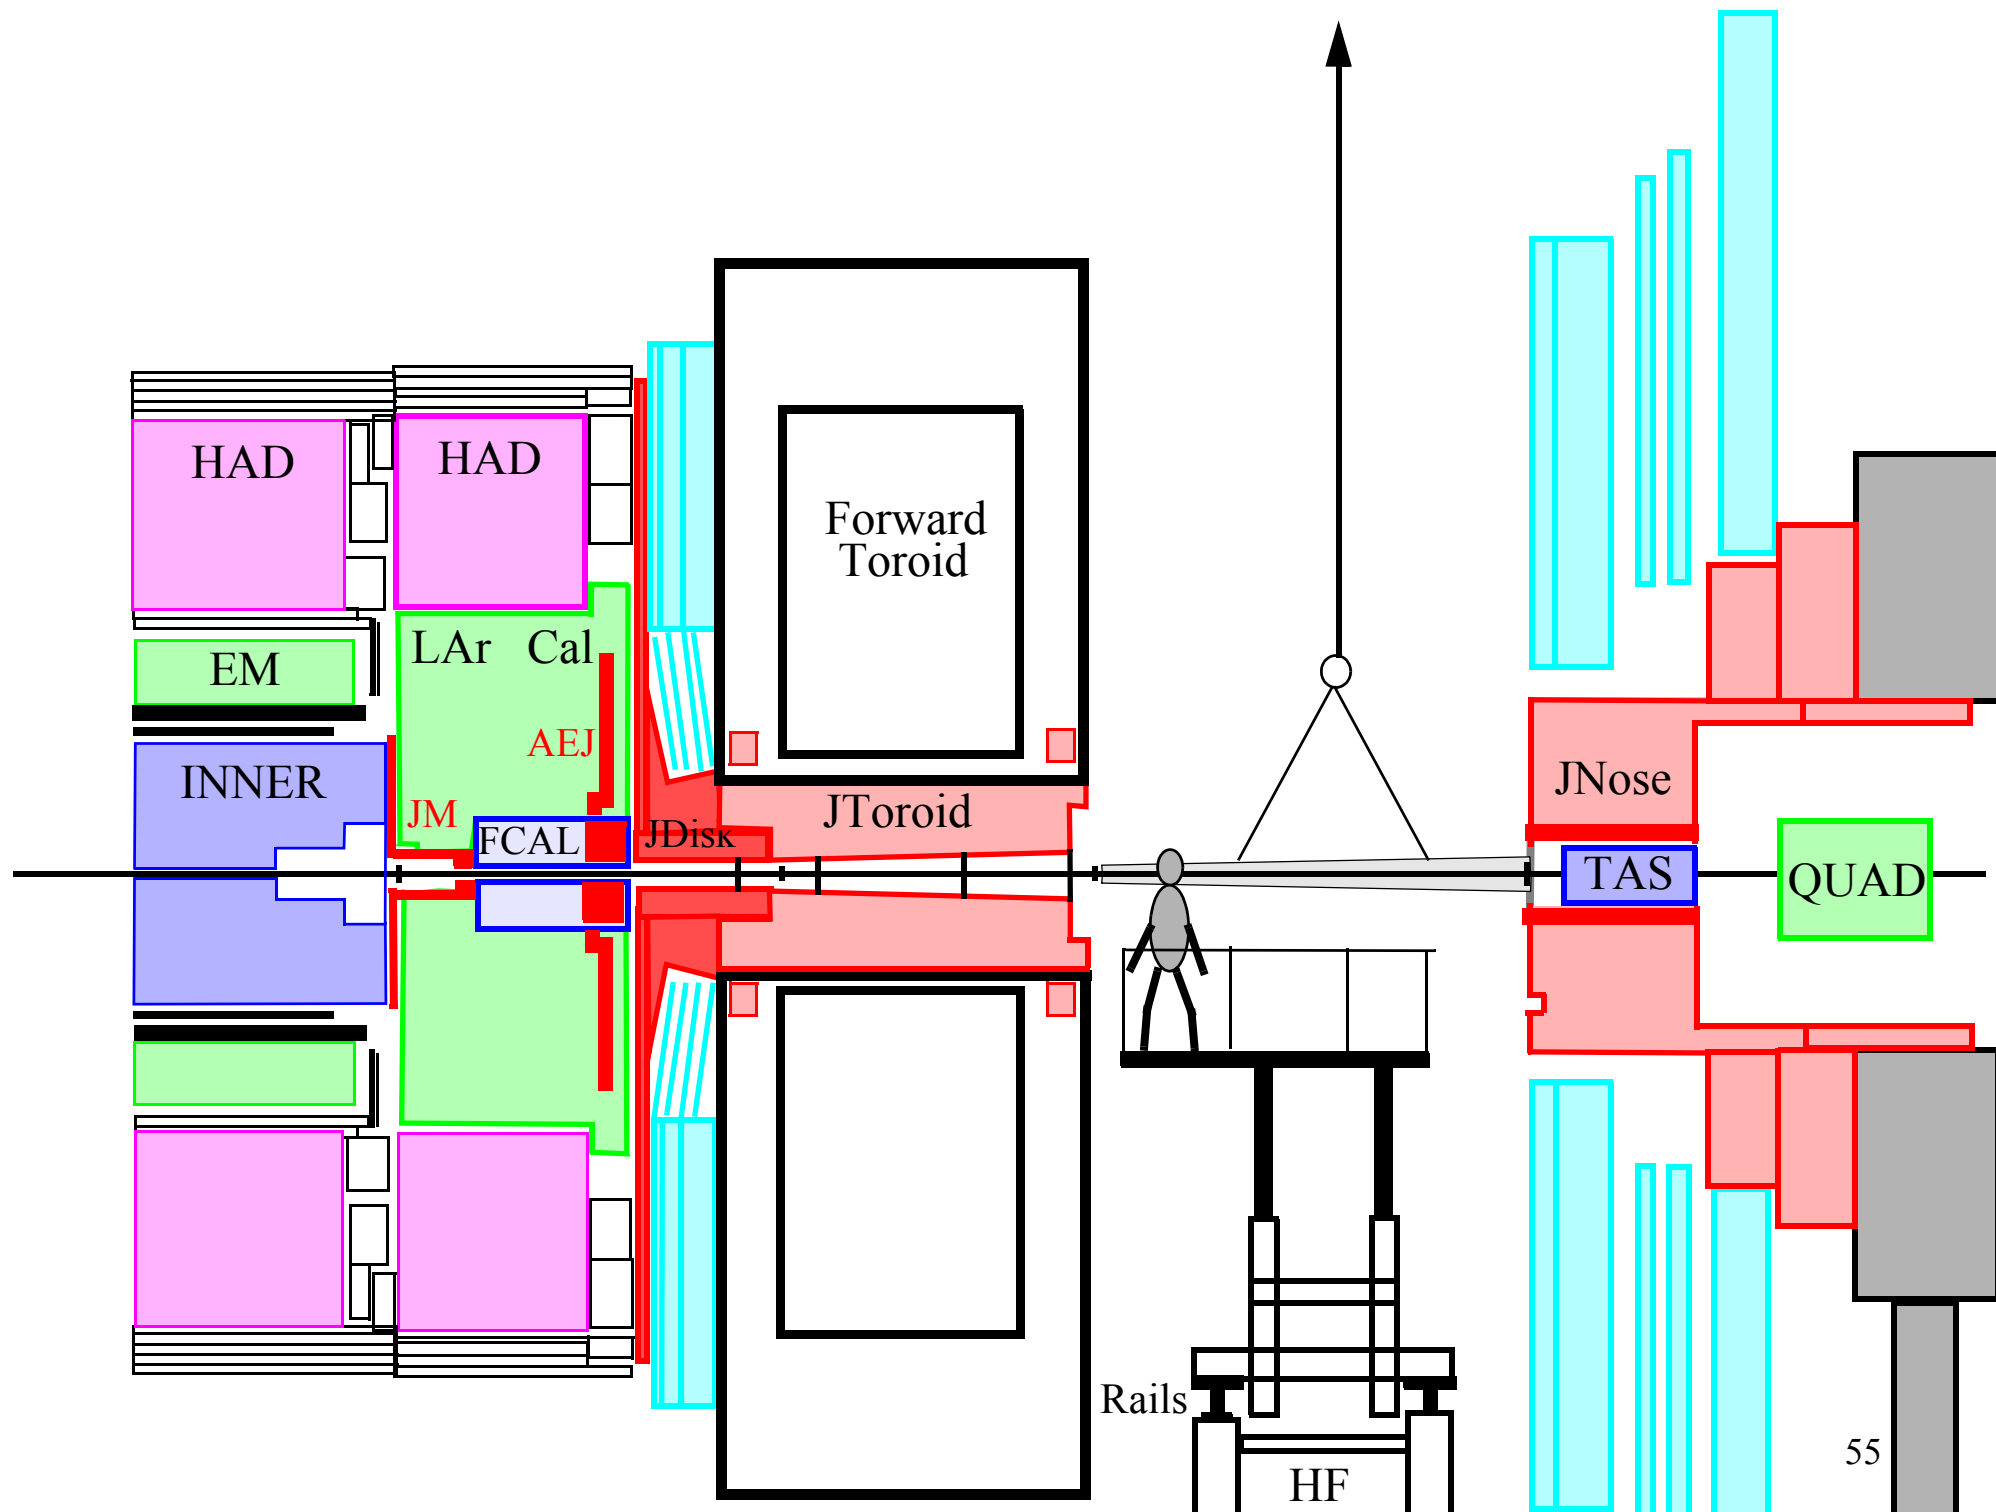 HAD
HAD
Forward
Toroid
LAr Cal
EM
AEJ
INNER
JM
JNose
JToroid
FCAL
JDisk
TAS
QUAD
Rails
55
HF